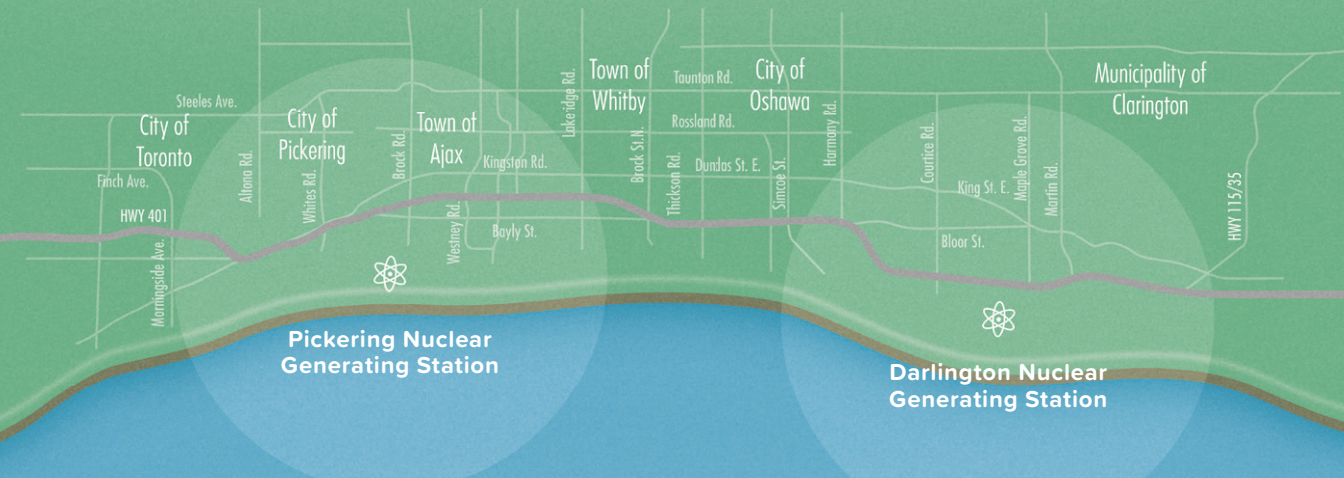 City of
Toronto
City of
Pickering
Town of
Ajax
Town of
Whitby
City of
Oshawa
Municipality of
Clarington
Steeles Ave.
Finch Ave.
HWY 401
Morningside Ave.
Altona Rd.
Whites Rd.
Brock Rd.
Westney Rd.
Kingston Rd.
Bayly St.
Lakeridge Rd.
Brock St.N.
Thickson Rd.
Taunton Rd.
Rossland Rd.
Dundas St. E.
Simcoe St.
Harmony Rd.
Courtice Rd.
King St. E.
Maple Grove Rd.
Martin Rd.
Bloor St.
HWY 115/35
Pickering Nuclear
Generating Station
Darlington Nuclear
Generating Station